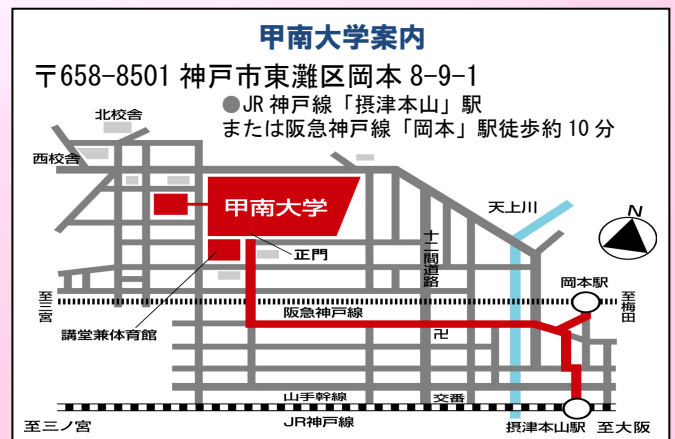 甲南大学案内
〒658-8501 神戸市東灘区岡本 8-9-1
●JR 神戸線「摂津本山」駅
または阪急神戸線「岡本」駅徒歩約 10 分
北校舎
西校舎
甲南大学
天上川
N
十二間道路
正門
岡本駅
至三宮
阪急神戸線
至梅田
講堂兼体育館
卍
山手幹線
交番
至三ノ宮
JR神戸線
摂津本山駅
至大阪